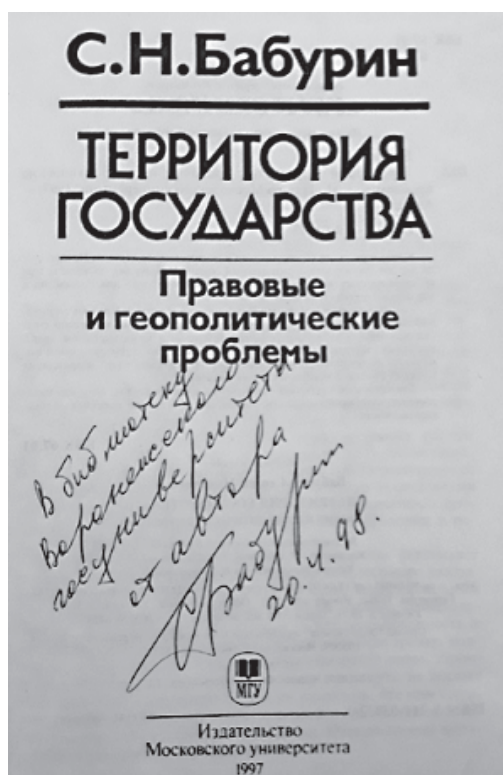 С.Н.Бабурин
ТЕРРИТОРИЯ
ГОСУДАРСТВА
Правовые
и геополитические
проблемы
В библиотеку
Воронежского
госуниверситета
от автора
СБабурин
20.1.98.
МГУ
Издательство
Московского университета
1997